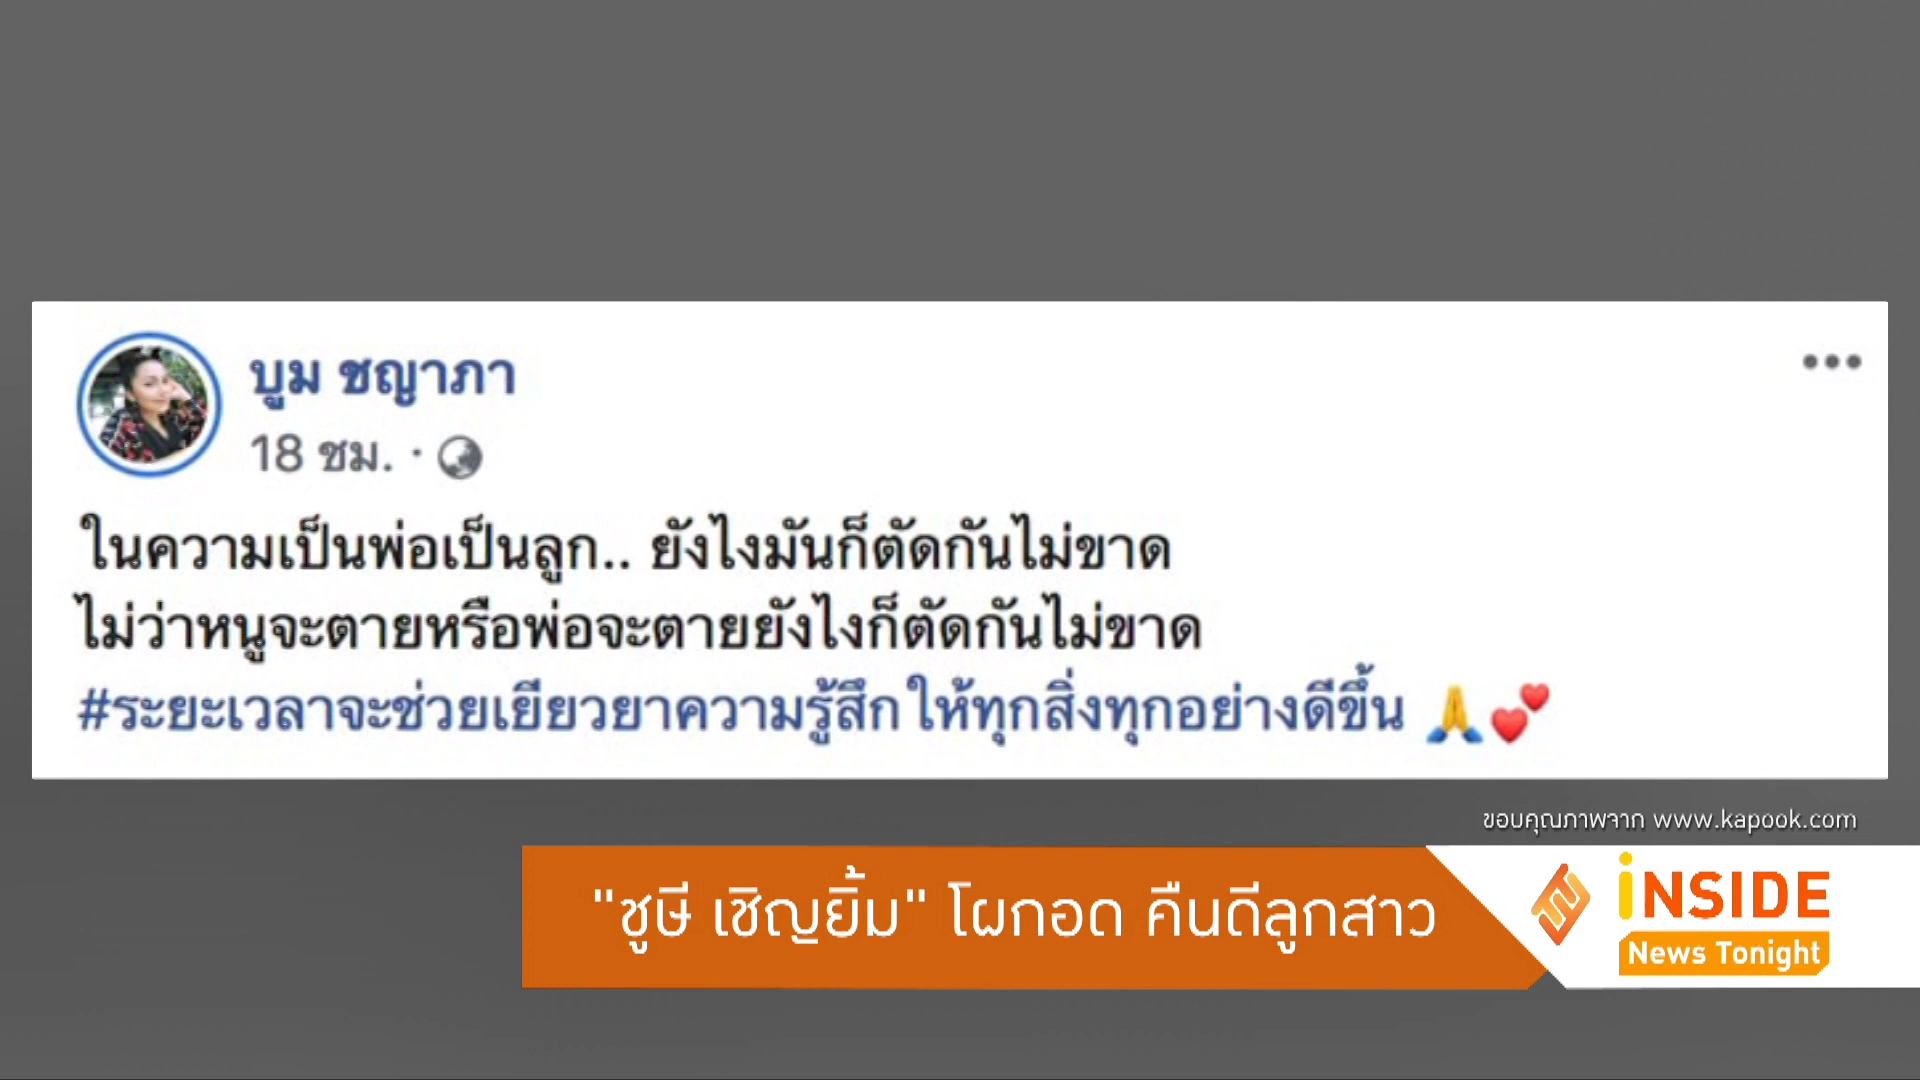 บูม ชญาภา
18 ชม. ·
ในความเป็นพ่อเป็นลูก.. ยังไงมันก็ตัดกันไม่ขาด
ไม่ว่าหนูจะตายหรือพ่อจะตายยังไงก็ตัดกันไม่ขาด
#ระยะเวลาจะช่วยเยียวยาความรู้สึกให้ทุกสิ่งทุกอย่างดีขึ้น 🙏💕
ขอบคุณภาพจาก www.kapook.com
"ชูษี เชิญยิ้ม" โผกอด คืนดีลูกสาว
iNSIDE
News Tonight